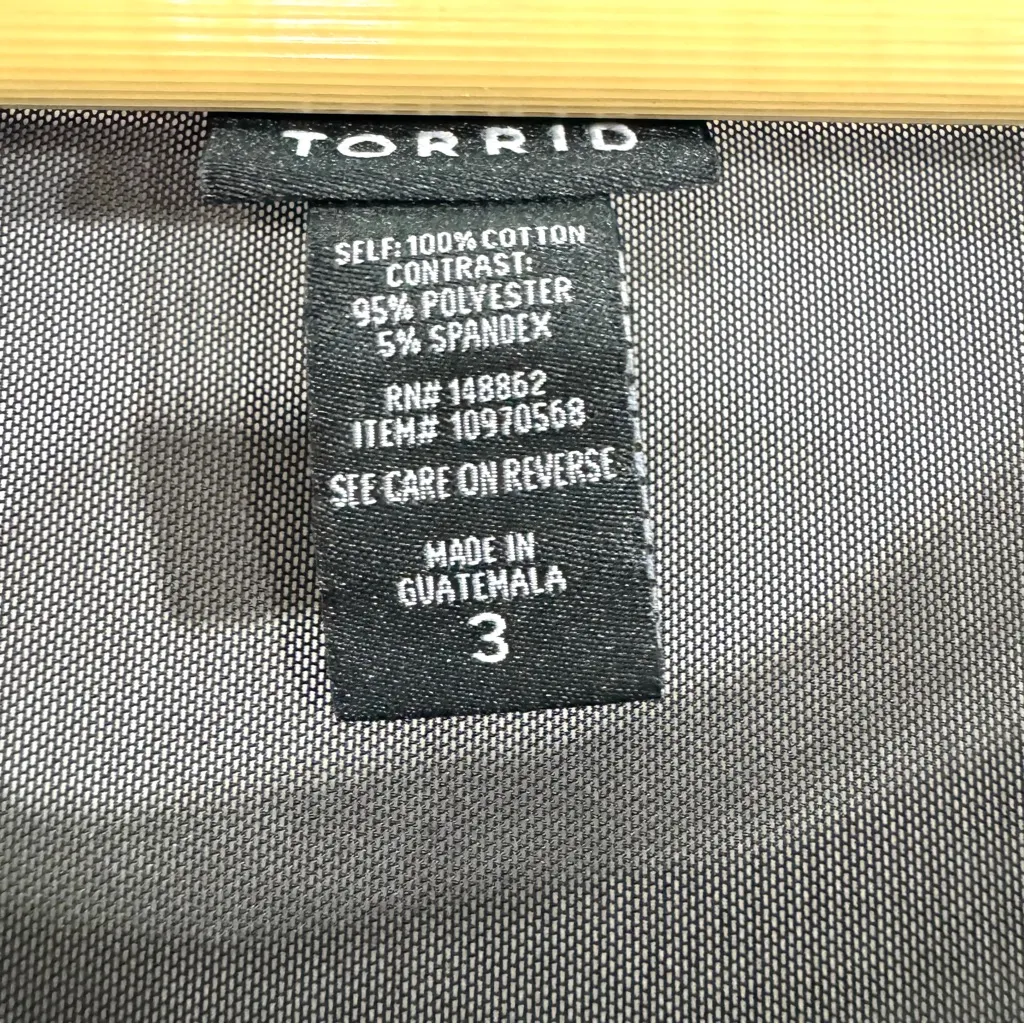 TORRID
SELF: 100% COTTON
CONTRAST:
95% POLYESTER
5% SPANDEX
RN# 148862
ITEM# 10970568
SEE CARE ON REVERSE
MADE IN
GUATEMALA
3